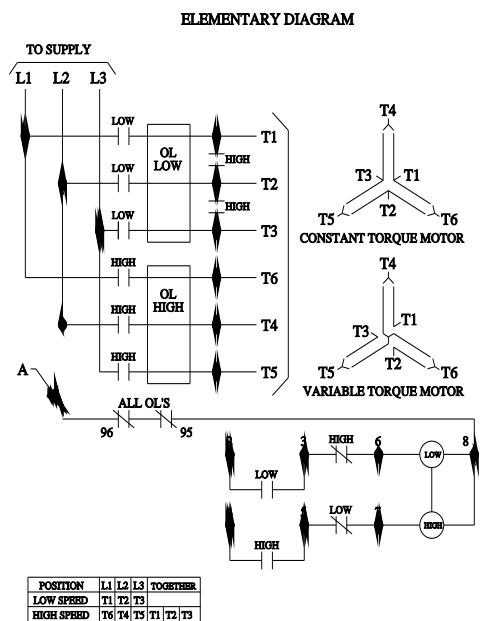 ELEMENTARY DIAGRAM
TO SUPPLY
L1 L2 L3
LOW
T1
OL
LOW
HIGH
LOW
T2
HIGH
LOW
T3
HIGH
T6
OL
HIGH
HIGH
T4
HIGH
T5
T4
T3 T1
T2
T5 T6
CONSTANT TORQUE MOTOR
T4
T1
T3
T2
T5 T6
VARIABLE TORQUE MOTOR
A
ALL OL'S
96 95
3 HIGH 6 LOW 8
LOW
LOW HIGH
HIGH
POSITION L1 L2 L3 TOGETHER
LOW SPEED T1 T2 T3
HIGH SPEED T6 T4 T5 T1 T2 T3